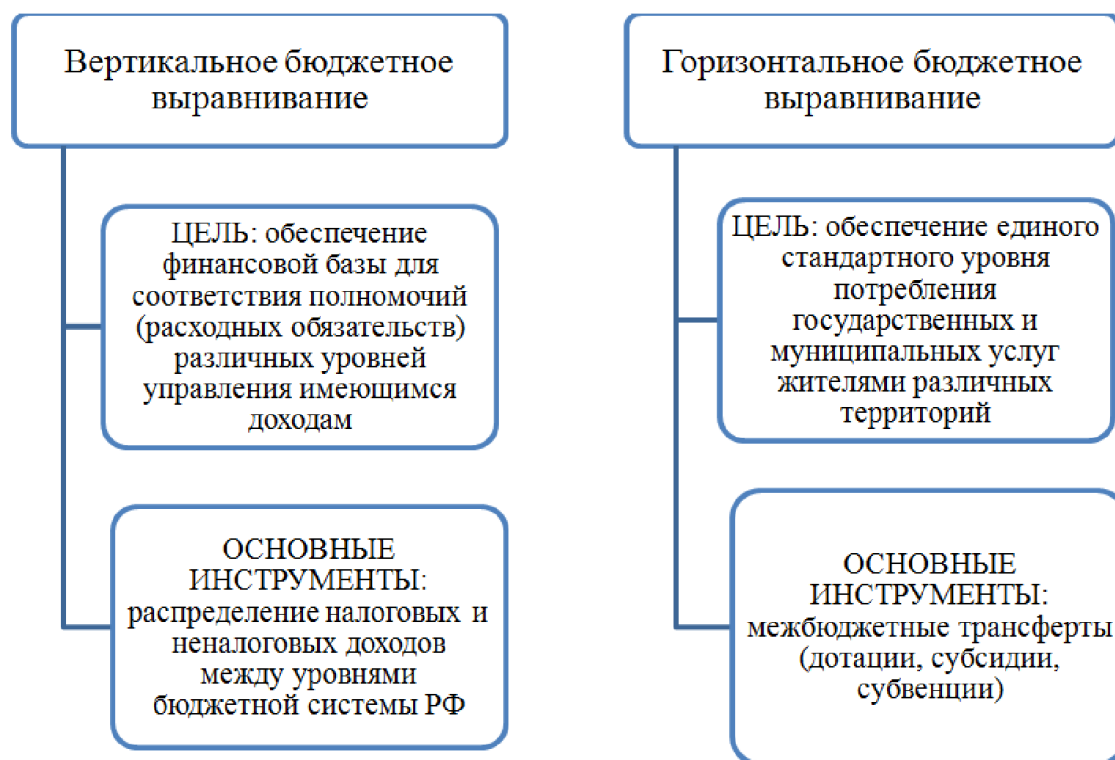 Вертикальное бюджетное
выравнивание
ЦЕЛЬ: обеспечение
финансовой базы для
соответствия полномочий
(расходных обязательств)
различных уровней
управления имеющимся
доходам
ОСНОВНЫЕ
ИНСТРУМЕНТЫ:
распределение налоговых и
неналоговых доходов
между уровнями
бюджетной системы РФ
Горизонтальное бюджетное
выравнивание
ЦЕЛЬ: обеспечение единого
стандартного уровня
потребления
государственных и
муниципальных услуг
жителями различных
территорий
ОСНОВНЫЕ
ИНСТРУМЕНТЫ:
межбюджетные трансферты
(дотации, субсидии,
субвенции)